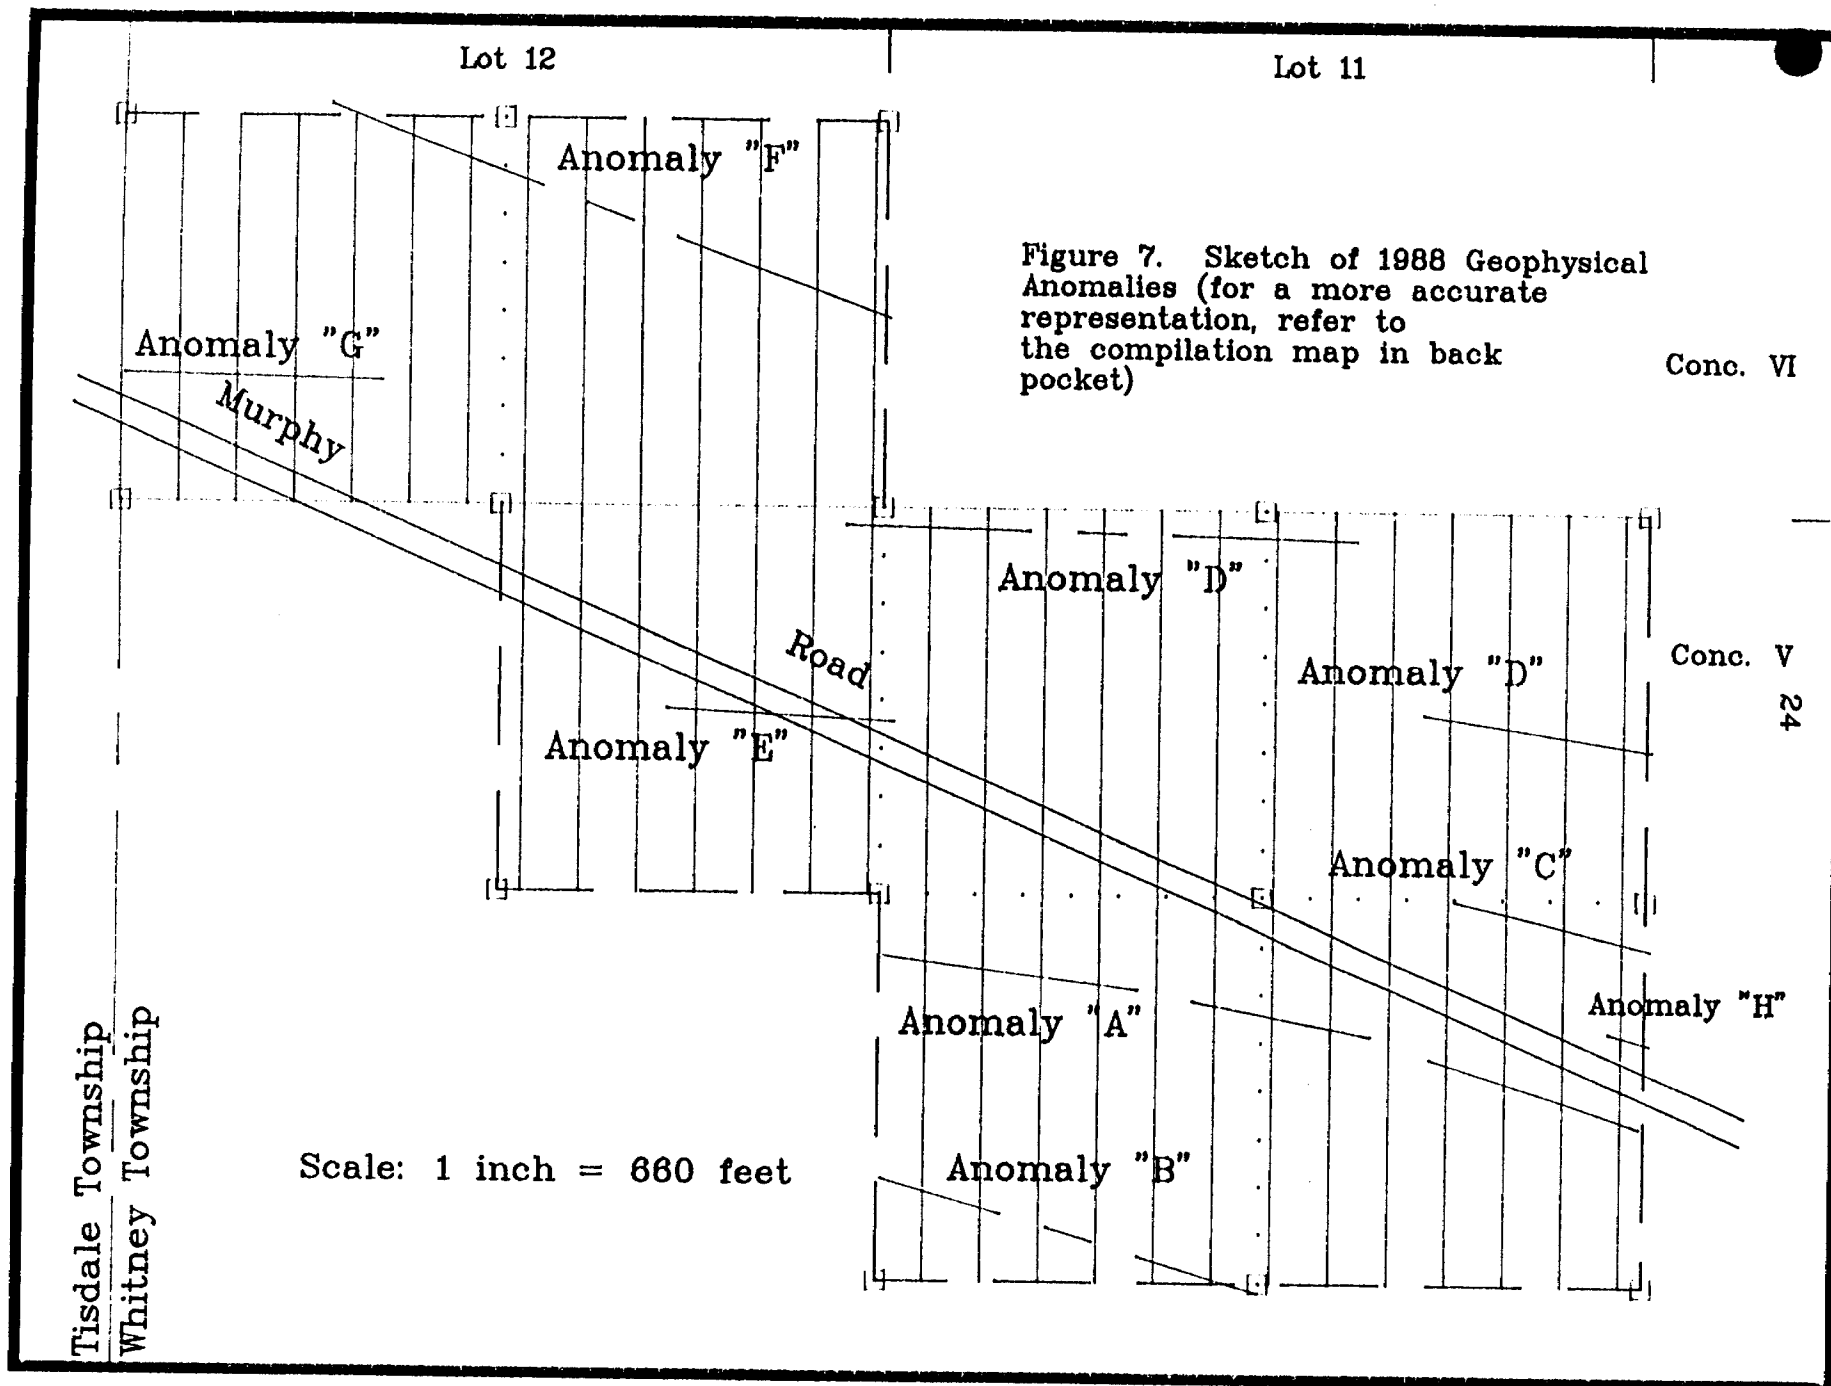 Lot 12
Lot 11
Anomaly "F"
Figure 7. Sketch of 1988 Geophysical
Anomalies (for a more accurate
representation, refer to
the compilation map in back
pocket)
Conc. VI
Anomaly "G"
Murphy
Anomaly "D"
Road
Anomaly "D"
Conc. V
24
Anomaly "E"
Anomaly "C"
Anomaly "H"
Anomaly "A"
Anomaly "B"
Scale: 1 inch = 660 feet
Tisdale Township
Whitney Township